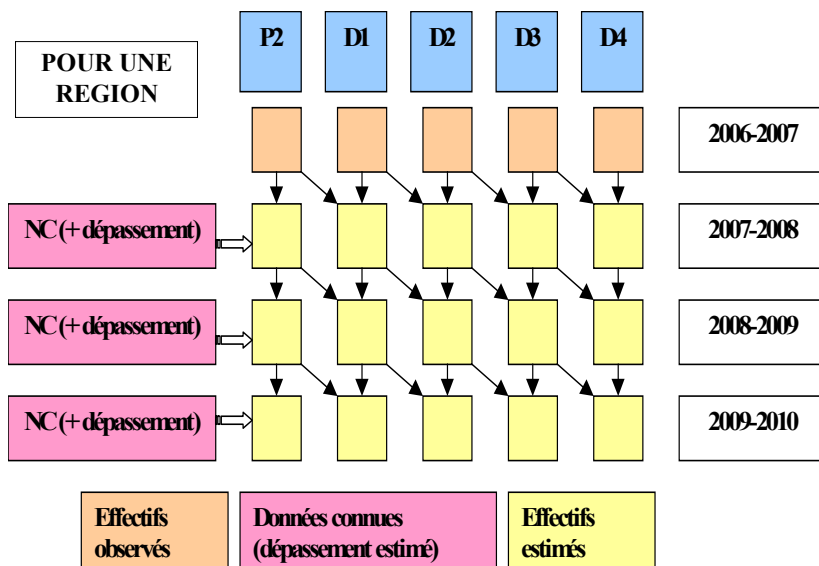 P2 D1 D2 D3 D4
POUR UNE
REGION
2006-2007
NC (+ dépassement) 2007-2008
NC (+ dépassement) 2008-2009
NC (+ dépassement) 2009-2010
Effectifs
observés
Données connues
(dépassement estimé)
Effectifs
estimés